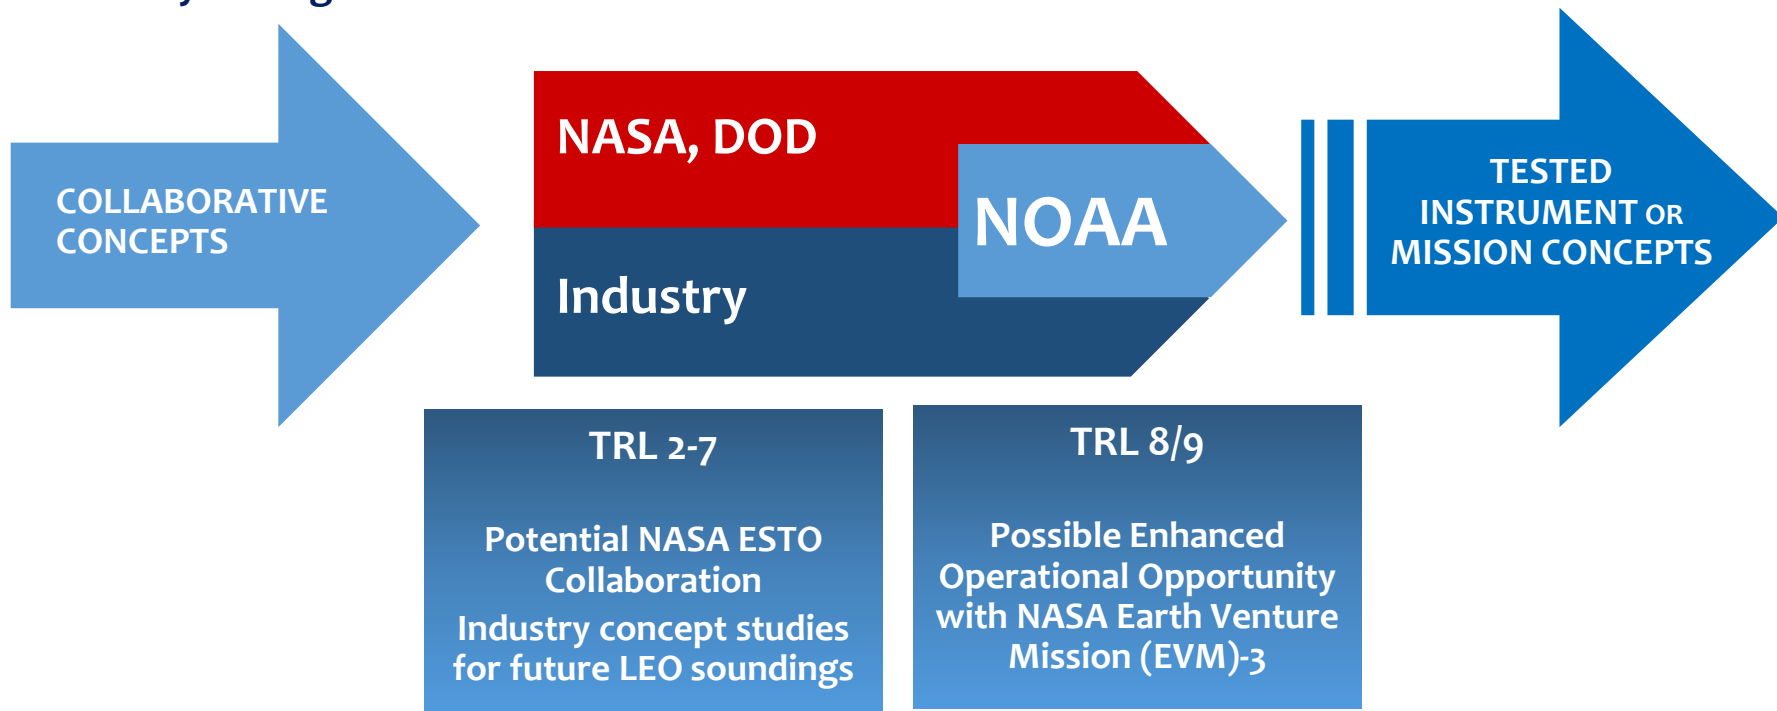 COLLABORATIVE
CONCEPTS
NASA, DOD
NOAA
Industry
TESTED
INSTRUMENT OR
MISSION CONCEPTS
TRL 2-7
Potential NASA ESTO
Collaboration
Industry concept studies
for future LEO soundings
TRL 8/9
Possible Enhanced
Operational Opportunity
with NASA Earth Venture
Mission (EVM)-3